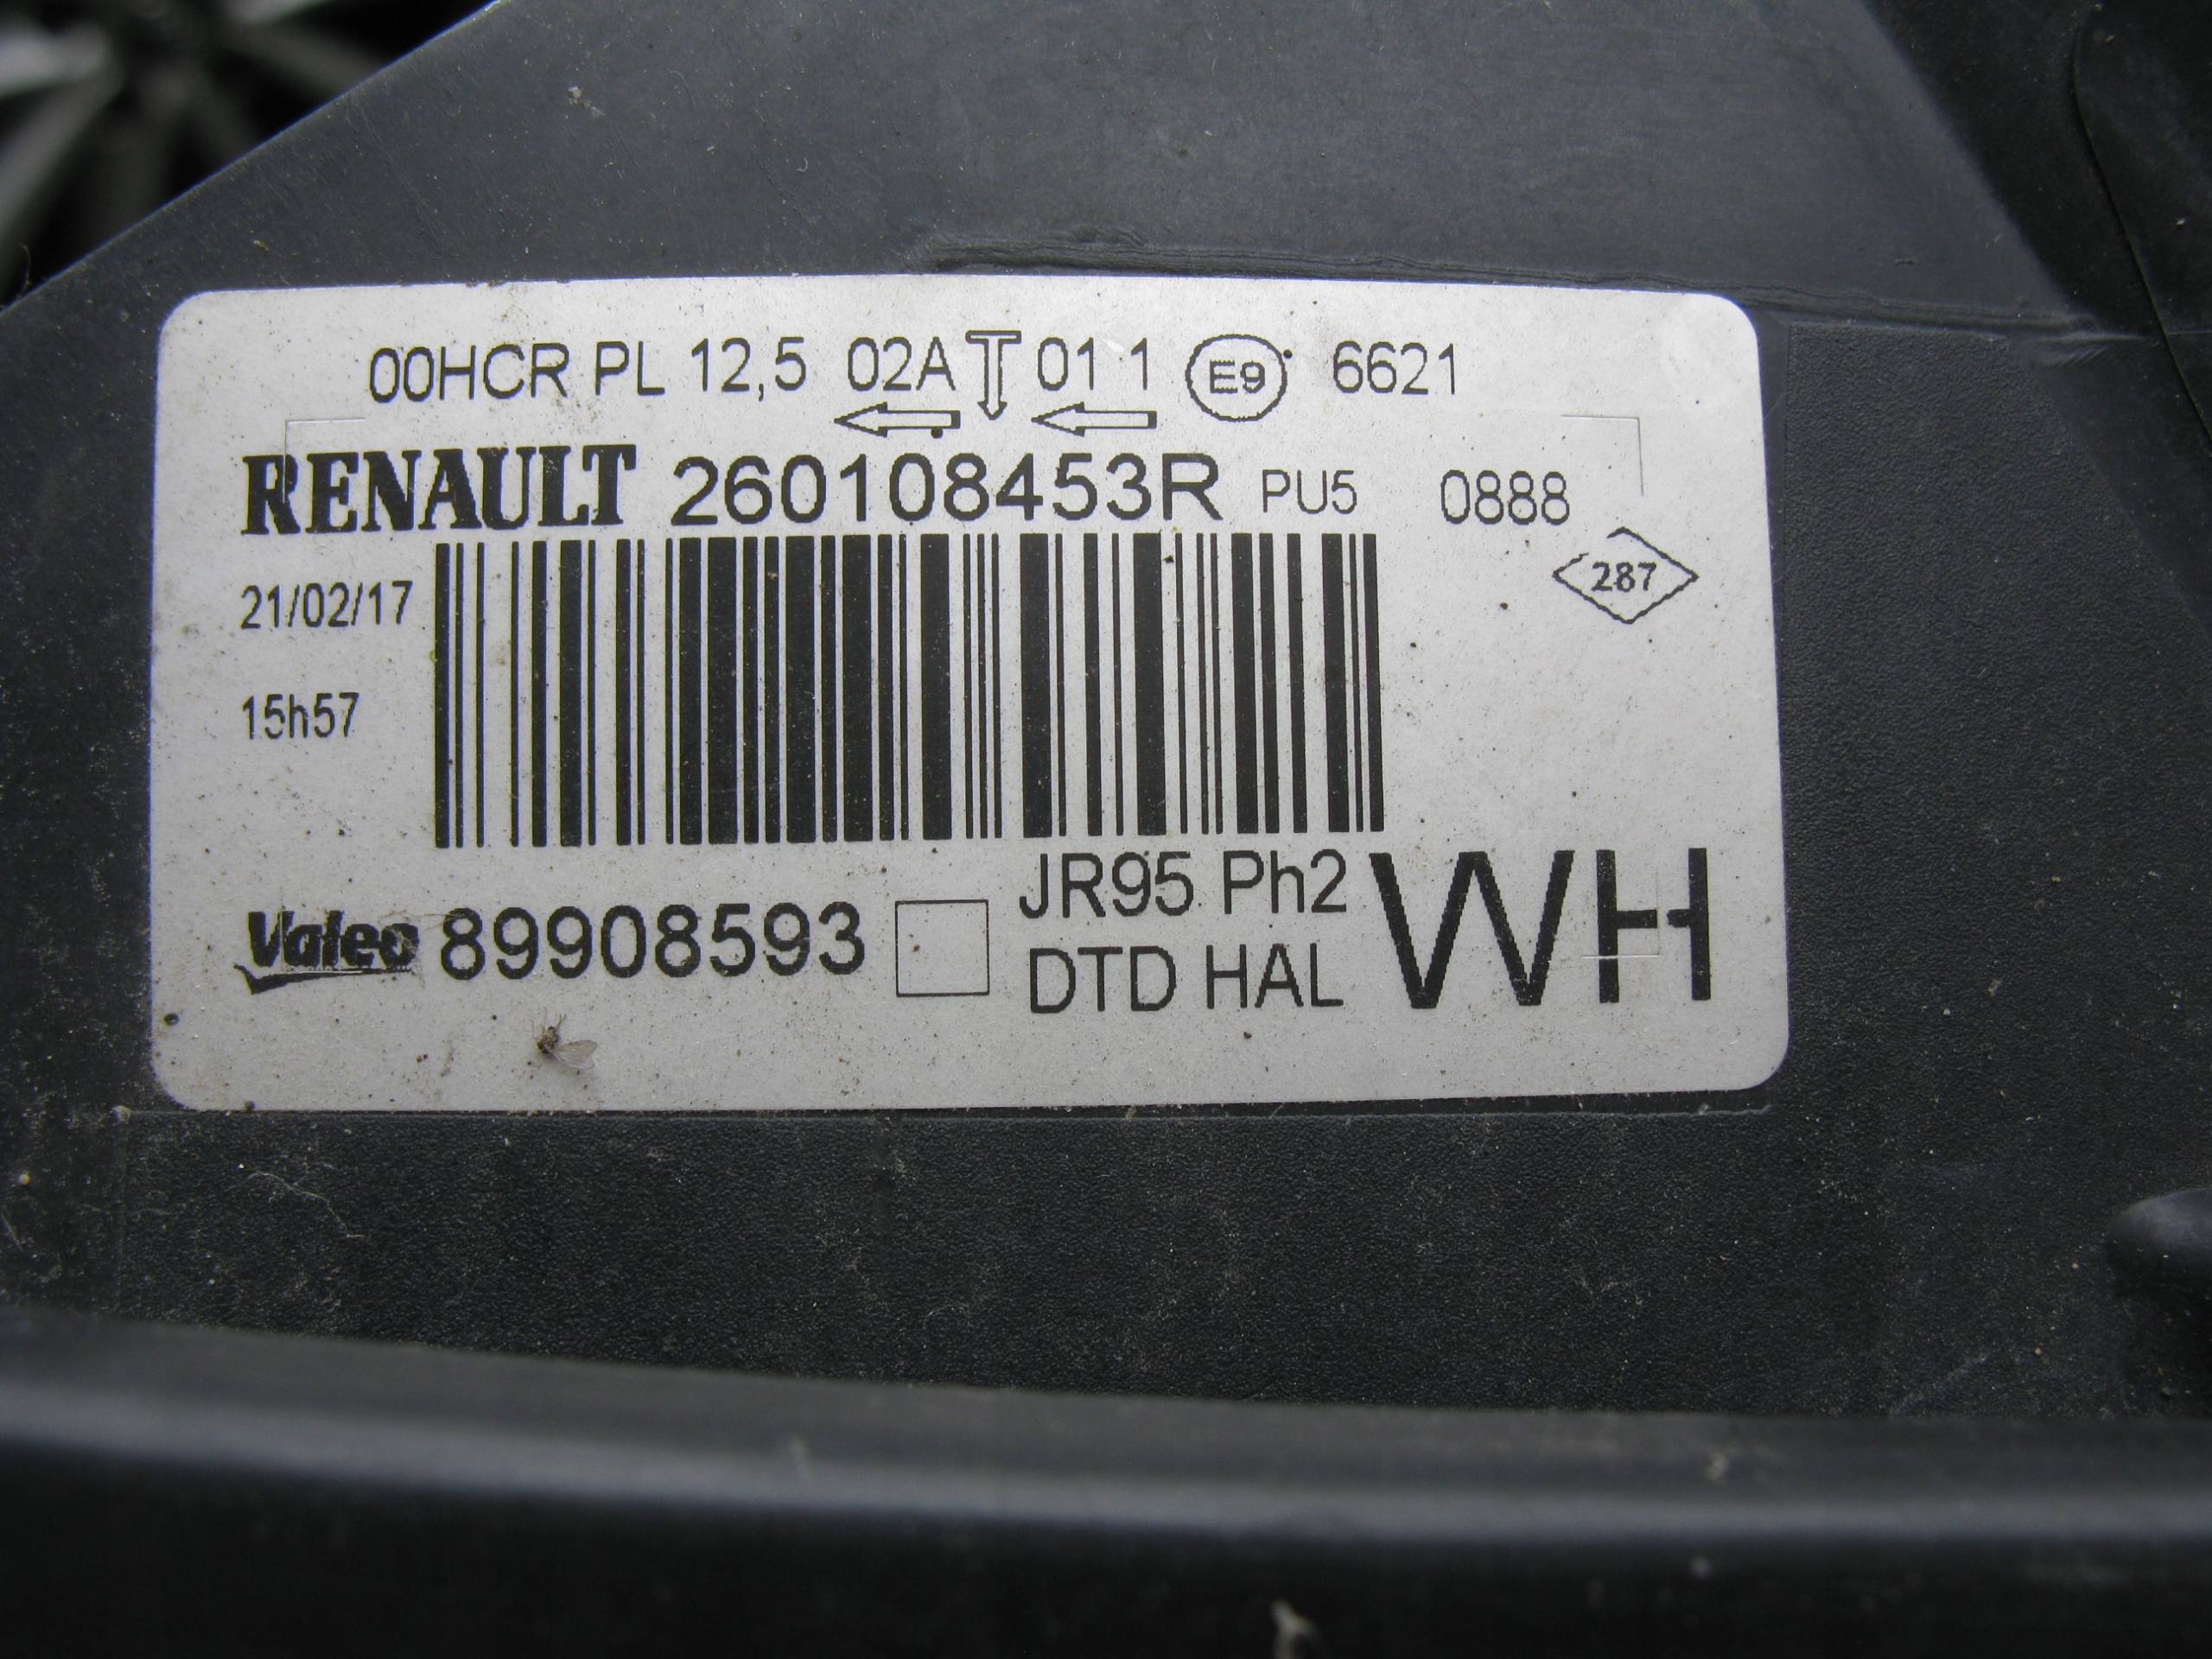 00HCR PL 12,5 02A 01 1 E9 6621
RENAULT 260108453R PU5 0888
287
21/02/17
15h57
JR95 Ph2 WH
Valeo 89908593
DTD HAL